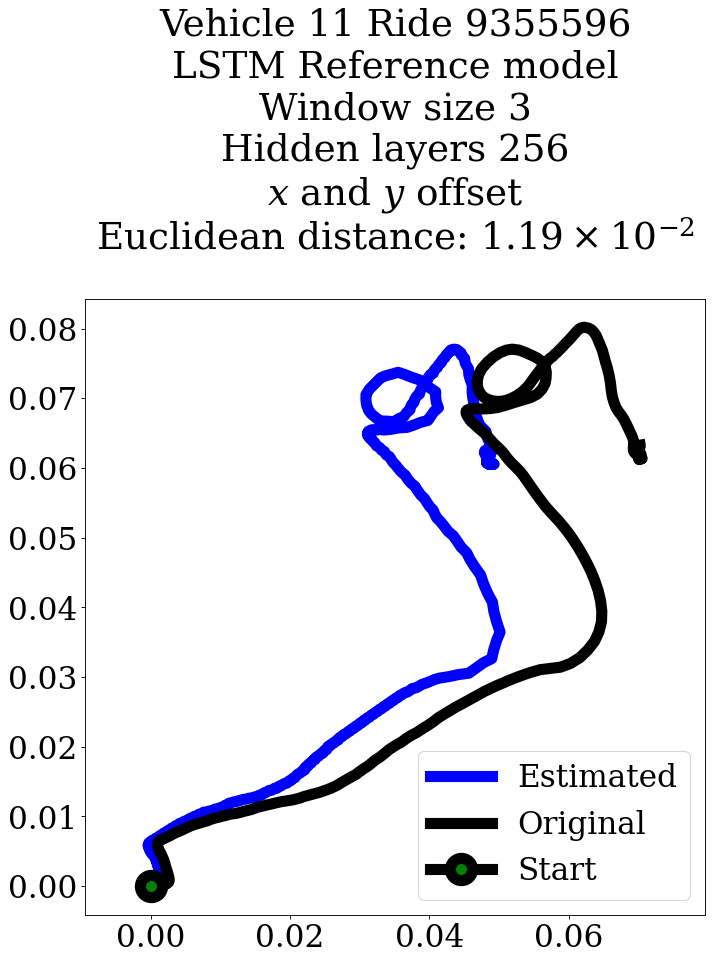 Vehicle 11 Ride 9355596
LSTM Reference model
Window size 3
Hidden layers 256
x and y offset
Euclidean distance: 1.19 × 10⁻²
0.08
0.07
0.06
0.05
0.04
0.03
0.02
0.01
0.00
Estimated
Original
Start
0.00 0.02 0.04 0.06